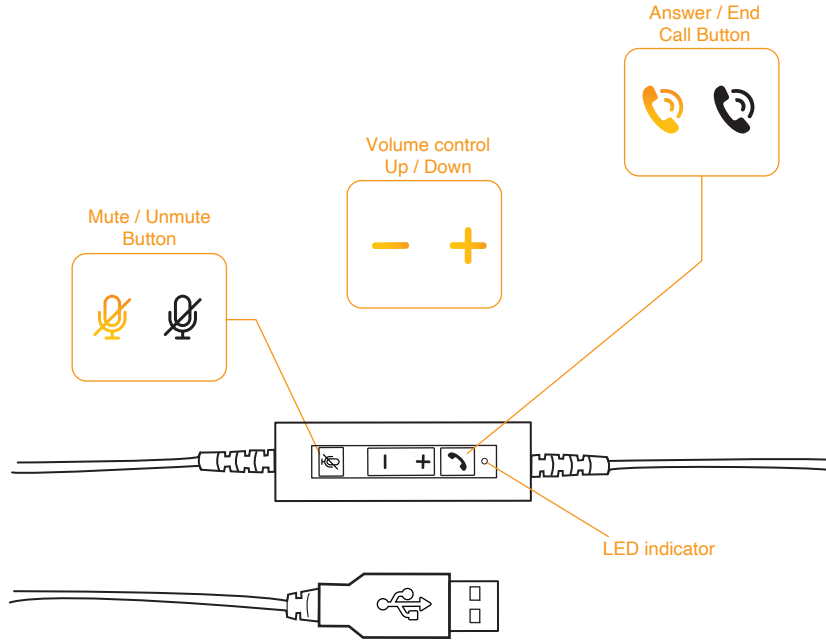 Answer / End
Call Button
Volume control
Up / Down
Mute / Unmute
Button
LED indicator